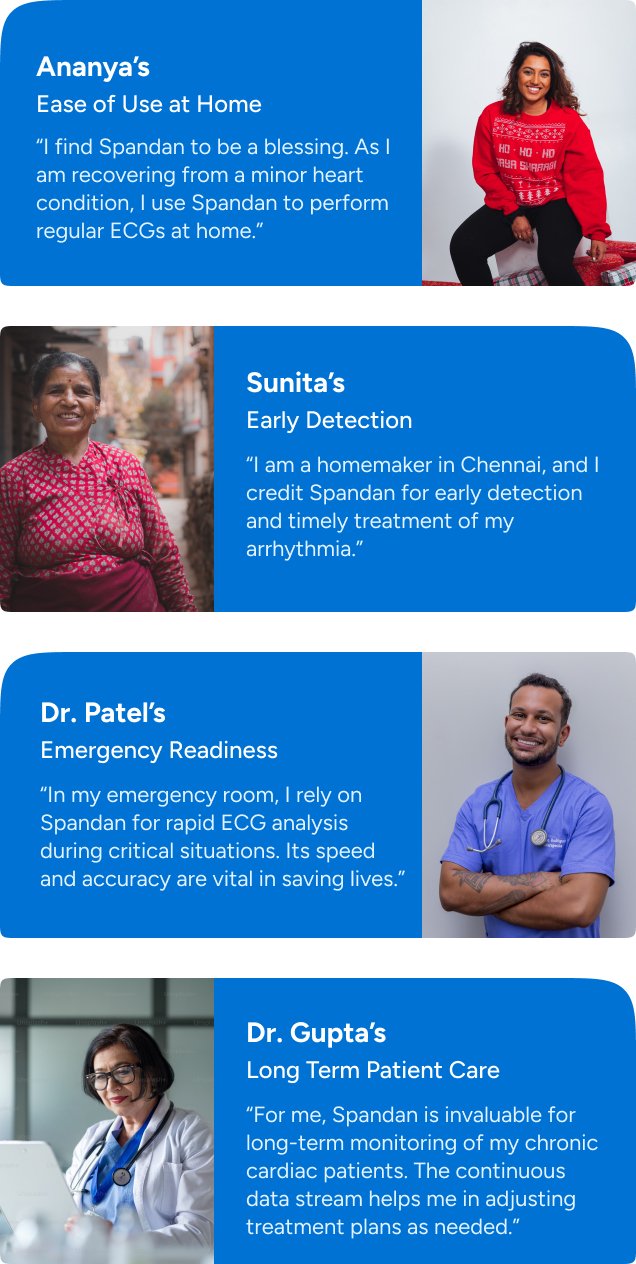 Ananya’s
Ease of Use at Home
“I find Spandan to be a blessing. As I
am recovering from a minor heart
condition, I use Spandan to perform
regular ECGs at home.”
HO · HO · HO
Sunita’s
Early Detection
“I am a homemaker in Chennai, and I
credit Spandan for early detection
and timely treatment of my
arrhythmia.”
Dr. Patel’s
Emergency Readiness
“In my emergency room, I rely on
Spandan for rapid ECG analysis
during critical situations. Its speed
and accuracy are vital in saving lives.”
Dr. Gupta’s
Long Term Patient Care
“For me, Spandan is invaluable for
long-term monitoring of my chronic
cardiac patients. The continuous
data stream helps me in adjusting
treatment plans as needed.”